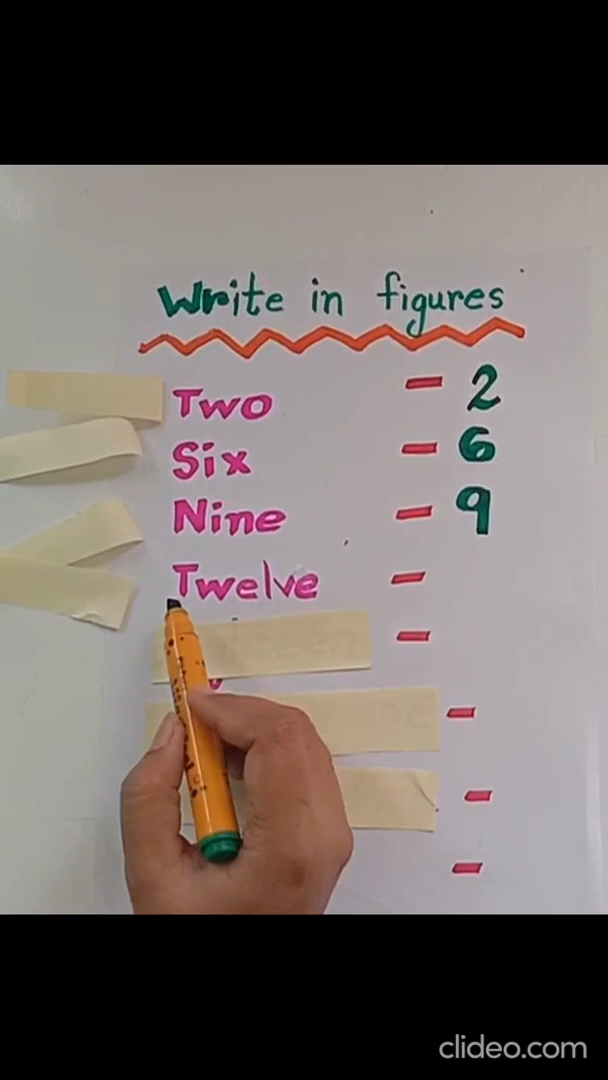 Write in figures
Two - 2
Six - 6
Nine - 9
Twelve -
-
-
-
-
clideo.com